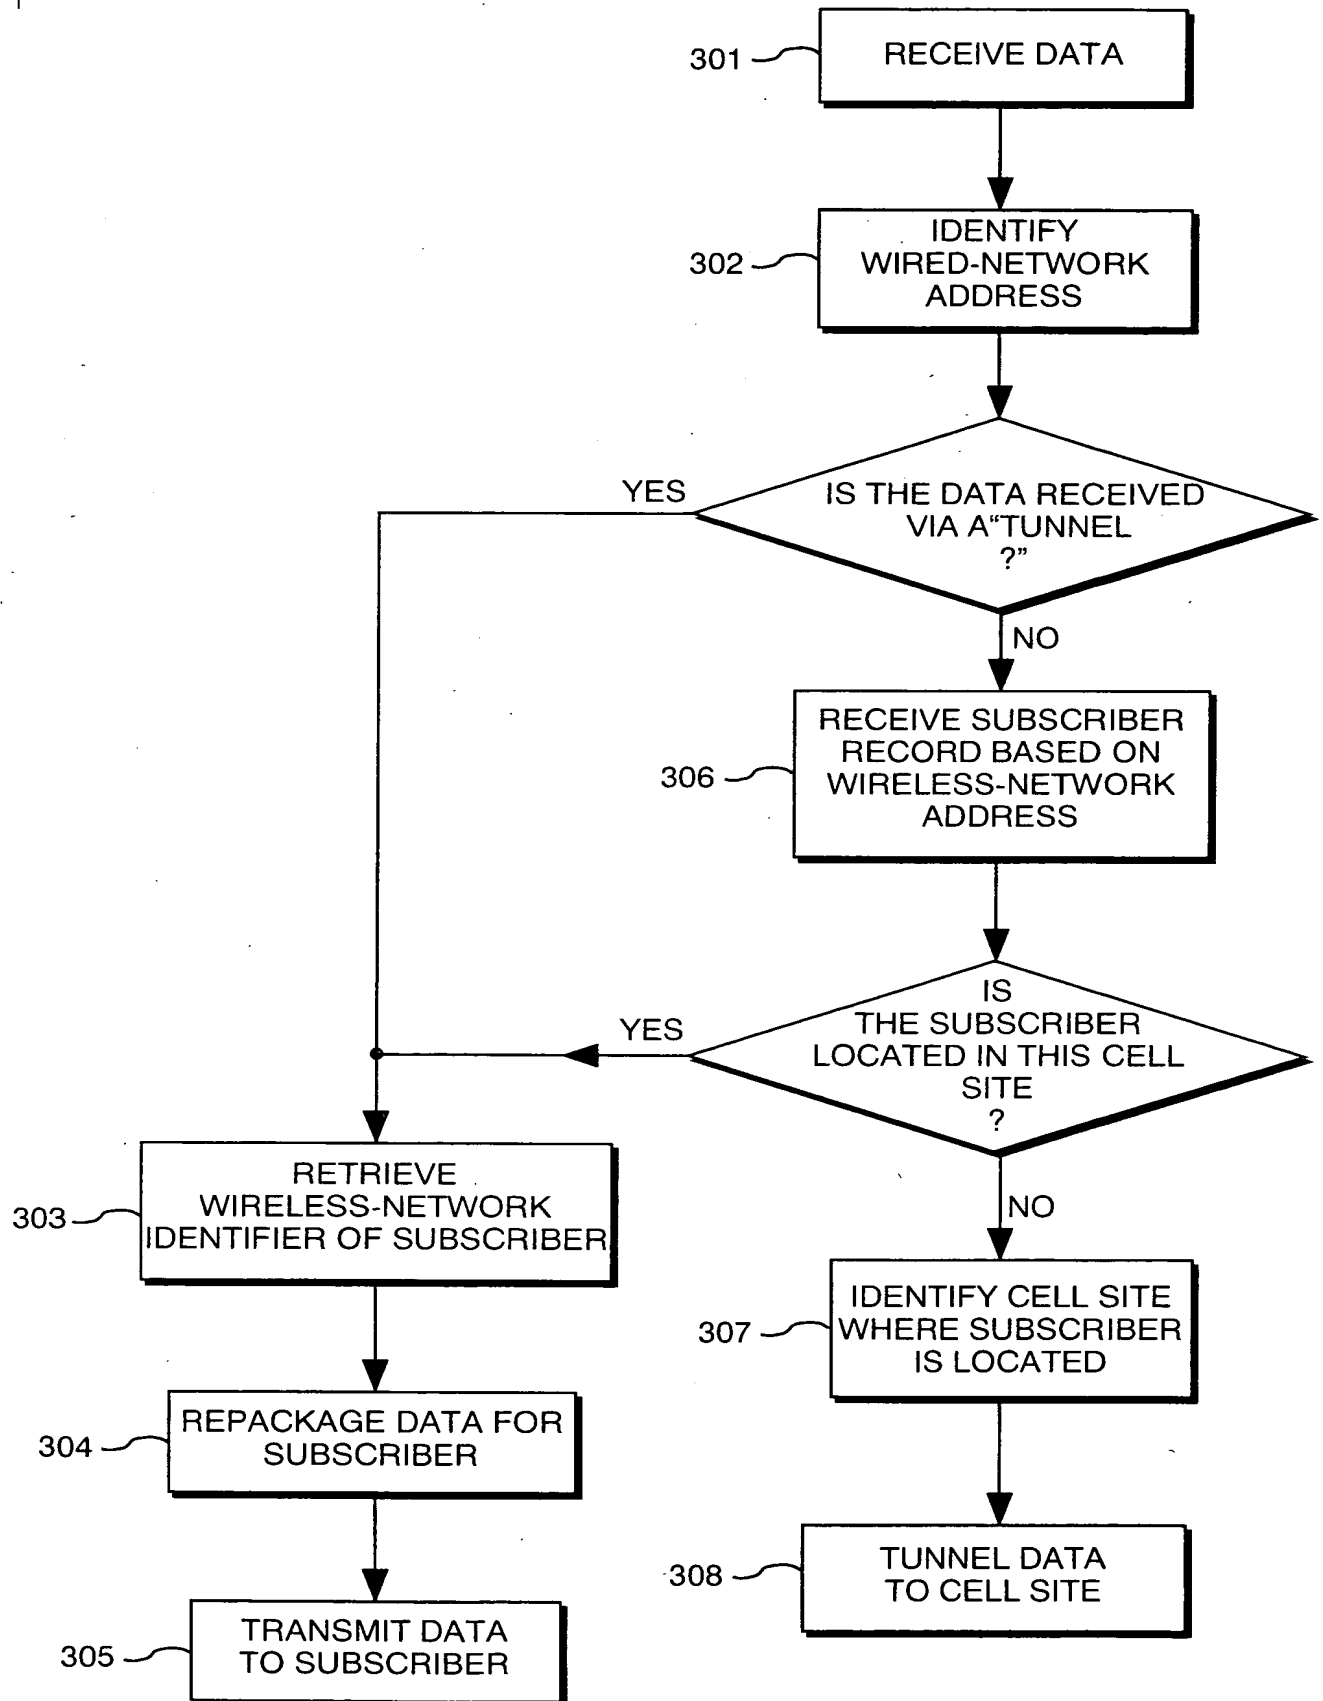 301
RECEIVE DATA
302
IDENTIFY
WIRED-NETWORK
ADDRESS
YES
IS THE DATA RECEIVED
VIA A“TUNNEL
?”
NO
306
RECEIVE SUBSCRIBER
RECORD BASED ON
WIRELESS-NETWORK
ADDRESS
YES
IS
THE SUBSCRIBER
LOCATED IN THIS CELL
SITE
?
NO
303
RETRIEVE
WIRELESS-NETWORK
IDENTIFIER OF SUBSCRIBER
307
IDENTIFY CELL SITE
WHERE SUBSCRIBER
IS LOCATED
304
REPACKAGE DATA FOR
SUBSCRIBER
308
TUNNEL DATA
TO CELL SITE
305
TRANSMIT DATA
TO SUBSCRIBER